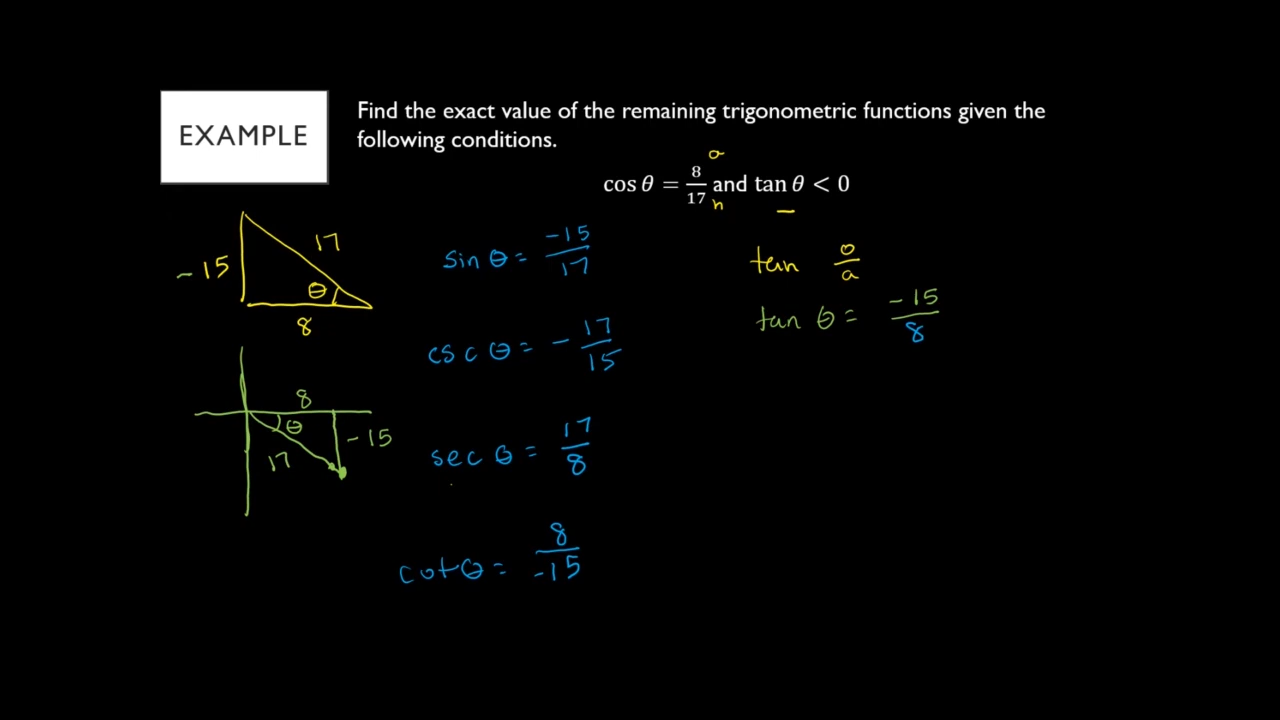 EXAMPLE
Find the exact value of the remaining trigonometric functions given the
following conditions.
cos θ = 8/17 and tan θ < 0
a
h
–
17
-15
θ
8
sin θ = -15/17
tan o/a
tan θ = -15/8
csc θ = - 17/15
8
θ
-15
17
sec θ = 17/8
cot θ = 8/-15